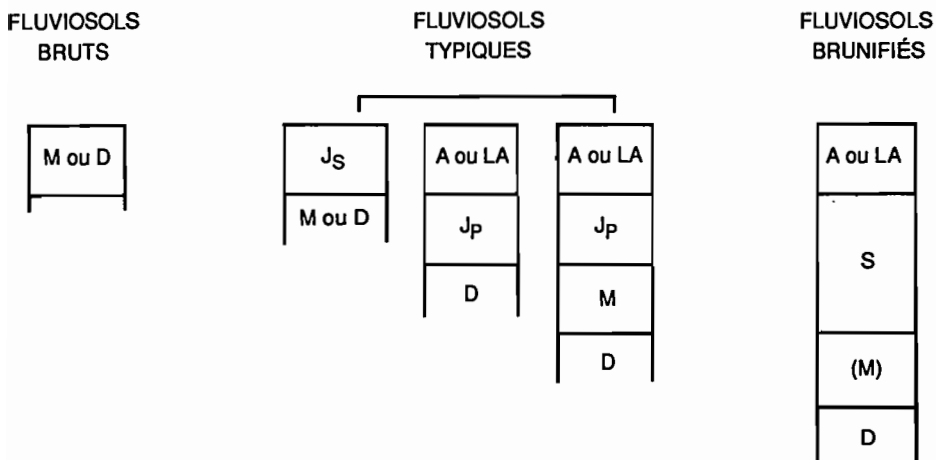 FLUVIOSOLS
BRUTS
FLUVIOSOLS
TYPIQUES
FLUVIOSOLS
BRUNIFIÉS
M ou D
JS
M ou D
A ou LA
JP
D
A ou LA
JP
M
D
A ou LA
S
(M)
D